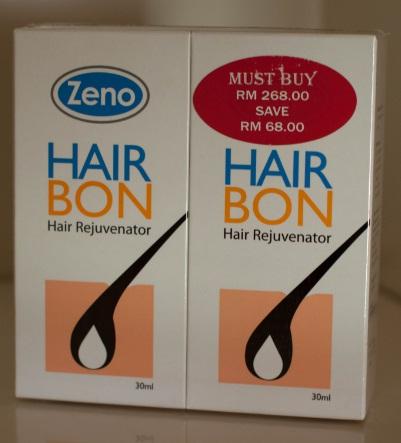 Zeno
HAIR
BON
Hair Rejuvenator
30ml
MUST BUY
RM 268.00
SAVE
RM 68.00
HAIR
BON
Hair Rejuvenator
30ml